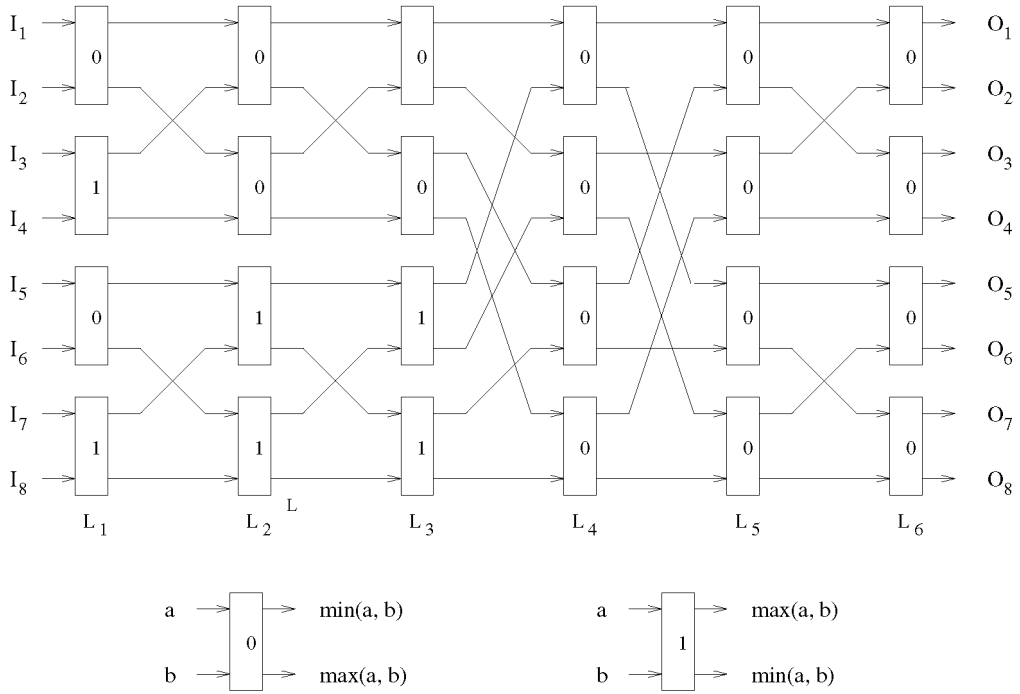 I1 O1
0 0 0 0 0 0
I2 O2
I3 O3
1 0 0 0 0 0
I4 O4
I5 O5
0 1 1 0 0 0
I6 O6
I7 O7
1 1 1 0 0 0
I8 O8
L
L1 L2 L3 L4 L5 L6
a min(a, b) a max(a, b)
0 1
b max(a, b) b min(a, b)